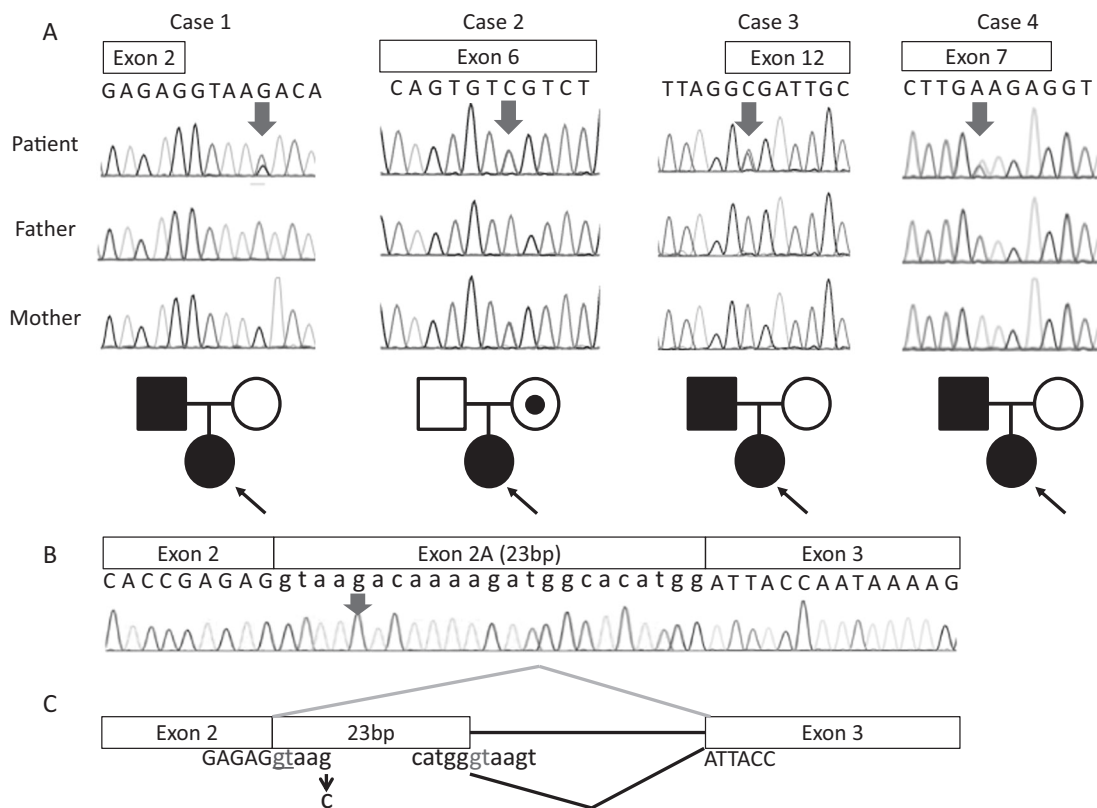 A
Case 1 Case 2 Case 3 Case 4
Exon 2 Exon 6 Exon 12 Exon 7
GAGAGGTAAGACA CAGTGTCGTCT TTAGGCGATTGC CTTGAAGAGGT
Patient
Father
Mother
B
Exon 2 Exon 2A (23bp) Exon 3
CACCGAGAGgtaagacaaaagatggcacatggATTACCAATAAAAG
C
Exon 2 23bp Exon 3
GAGAGgtaag catgggtaagt ATTACC
C